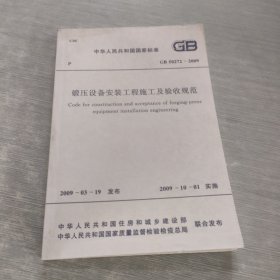 UDC
中华人民共和国国家标准 GB
P GB 50272-2009
锻压设备安装工程施工及验收规范
Code for construction and acceptance of forging press
equipment installation engineering
2009-03-19 发布 2009-10-01 实施
中华人民共和国住房和城乡建设部
中华人民共和国国家质量监督检验检疫总局 联合发布